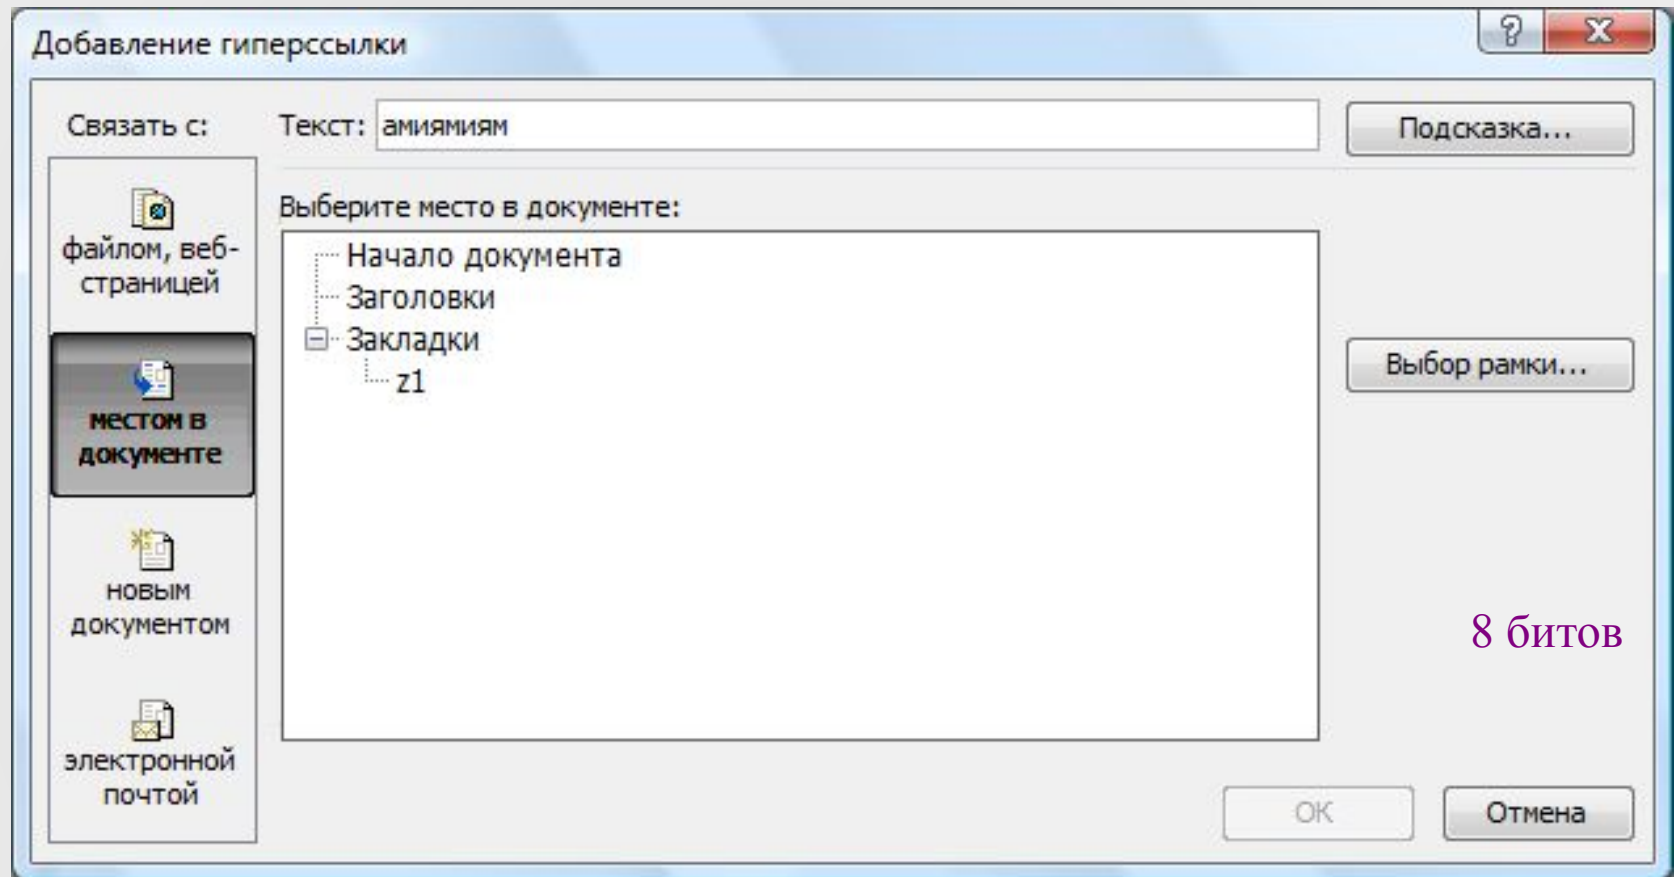 Добавление гиперссылки
Связать с:
Текст: амиямиям
Подсказка...
файлом, веб-
страницей
местом в
документе
новым
документом
электронной
почтой
Выберите место в документе:
Начало документа
Заголовки
Закладки
z1
Выбор рамки...
8 битов
ОК
Отмена